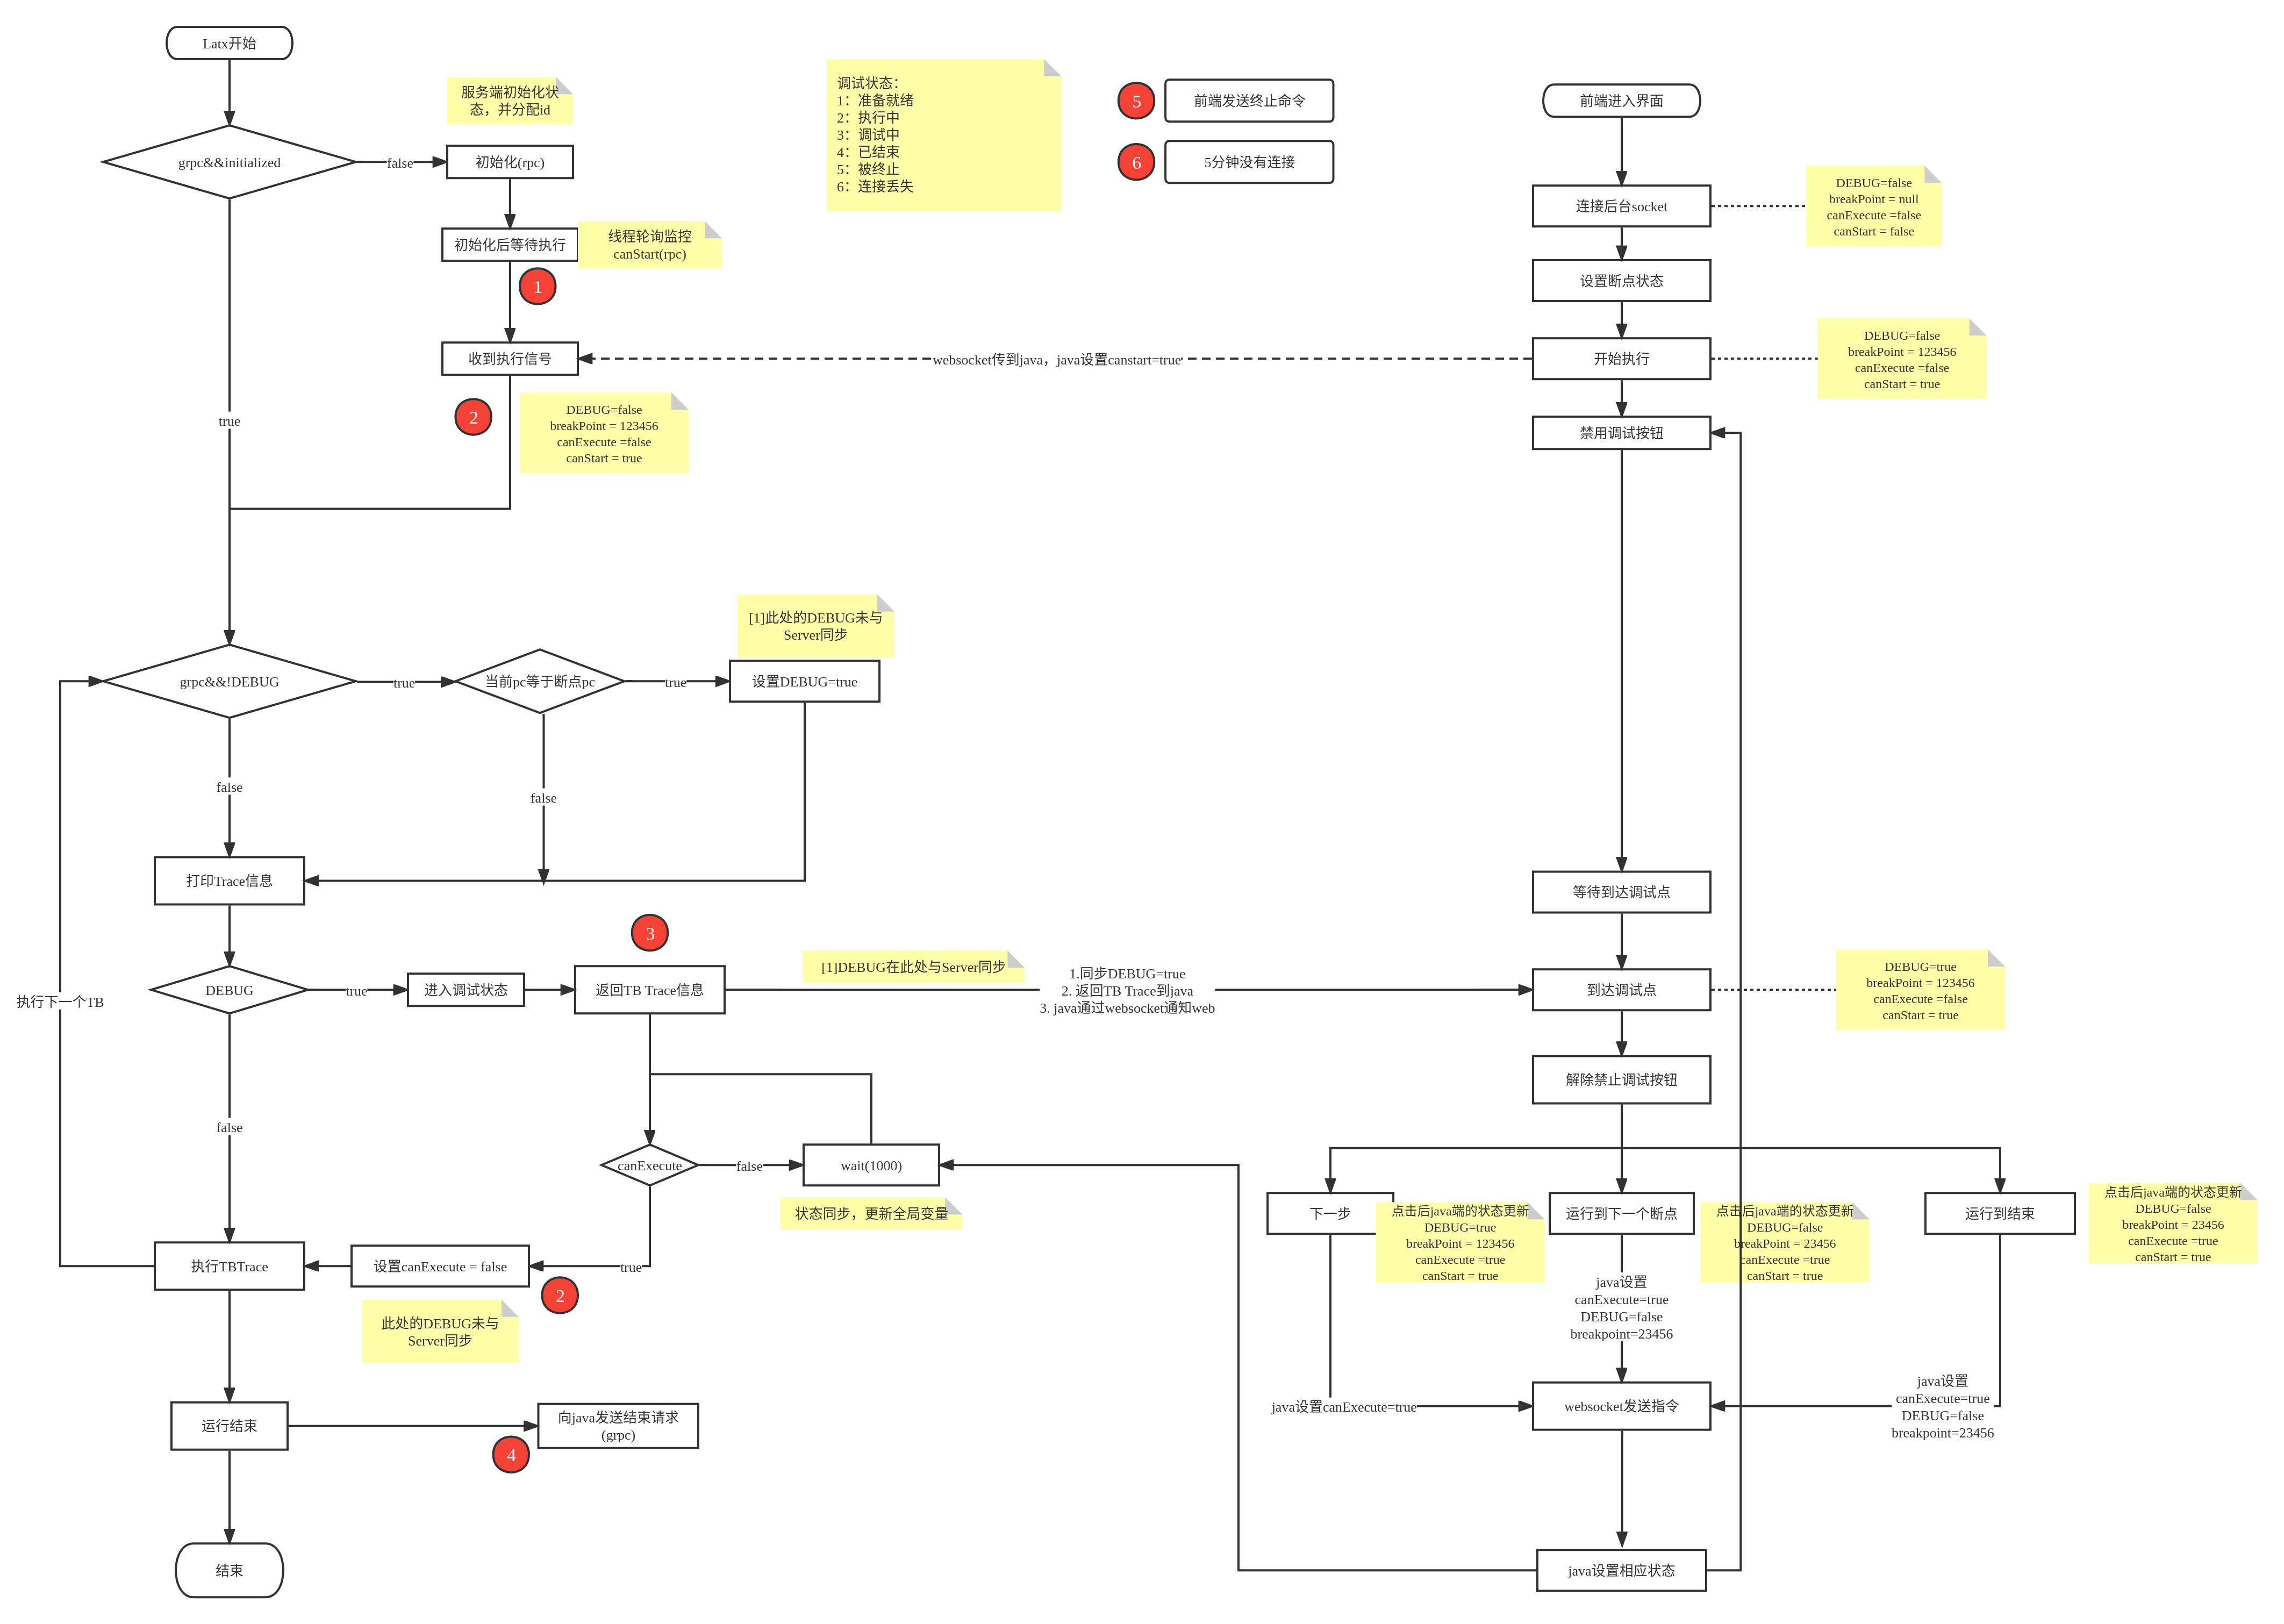 Latx开始
服务端初始化状
态，并分配id
grpc&&initialized
false
初始化(rpc)
初始化后等待执行
线程轮询监控
canStart(rpc)
1
收到执行信号
true
2
DEBUG=false
breakPoint = 123456
canExecute =false
canStart = true
调试状态：
1：准备就绪
2：执行中
3：调试中
4：已结束
5：被终止
6：连接丢失
5
前端发送终止命令
6
5分钟没有连接
前端进入界面
连接后台socket
DEBUG=false
breakPoint = null
canExecute =false
canStart = false
设置断点状态
websocket传到java，java设置canstart=true
开始执行
DEBUG=false
breakPoint = 123456
canExecute =false
canStart = true
禁用调试按钮
[1]此处的DEBUG未与
Server同步
grpc&&!DEBUG
true
当前pc等于断点pc
true
设置DEBUG=true
false
false
打印Trace信息
等待到达调试点
3
[1]DEBUG在此处与Server同步
执行下一个TB
DEBUG
true
进入调试状态
返回TB Trace信息
1.同步DEBUG=true
2. 返回TB Trace到java
3. java通过websocket通知web
到达调试点
DEBUG=true
breakPoint = 123456
canExecute =false
canStart = true
解除禁止调试按钮
false
canExecute
false
wait(1000)
状态同步，更新全局变量
下一步
点击后java端的状态更新
DEBUG=true
breakPoint = 123456
canExecute =true
canStart = true
运行到下一个断点
点击后java端的状态更新
DEBUG=false
breakPoint = 23456
canExecute =true
canStart = true
运行到结束
点击后java端的状态更新
DEBUG=false
breakPoint = 23456
canExecute =true
canStart = true
执行TBTrace
设置canExecute = false
true
2
此处的DEBUG未与
Server同步
java设置
canExecute=true
DEBUG=false
breakpoint=23456
java设置canExecute=true
websocket发送指令
java设置
canExecute=true
DEBUG=false
breakpoint=23456
运行结束
4
向java发送结束请求
(grpc)
结束
java设置相应状态